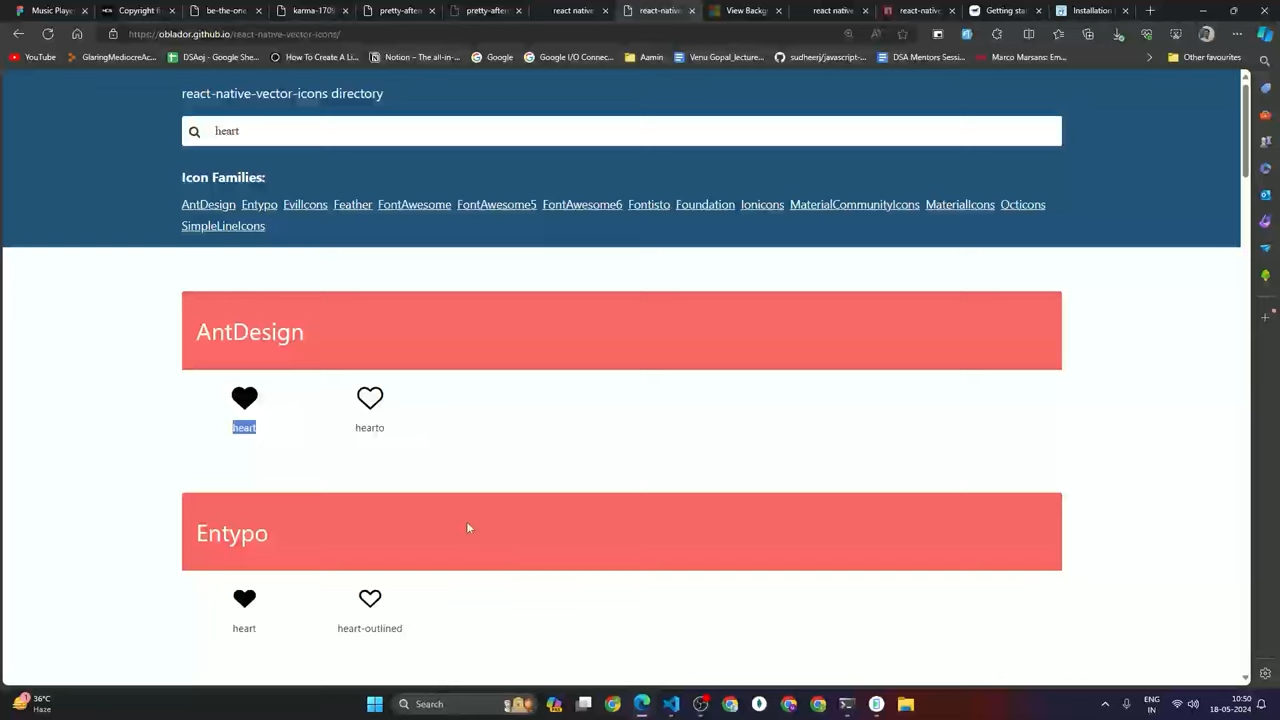 Music Playe
Copyright H
be-the-one
karma-1709
pretty-after
pretty-after
react native
react-native
View Backg
react native
react-native
Getting star
Installation
https://oblador.github.io/react-native-vector-icons/
YouTube
GlaringMediocreAc...
DSAoj - Google She...
How To Create A Li...
Notion – The all-in-...
Google
Google I/O Connec...
Aamin
Venu Gopal_lecture...
sudheerj/javascript-...
DSA Mentors Sessi...
Marco Marsans: Em...
Other favourites
react-native-vector-icons directory
heart
Icon Families:
AntDesign Entypo EvilIcons Feather FontAwesome FontAwesome5 FontAwesome6 Fontisto Foundation Ionicons MaterialCommunityIcons MaterialIcons Octicons
SimpleLineIcons
AntDesign
heart
hearto
Entypo
heart
heart-outlined
36°C
Haze
Search
ENG
IN
10:50
18-05-2024